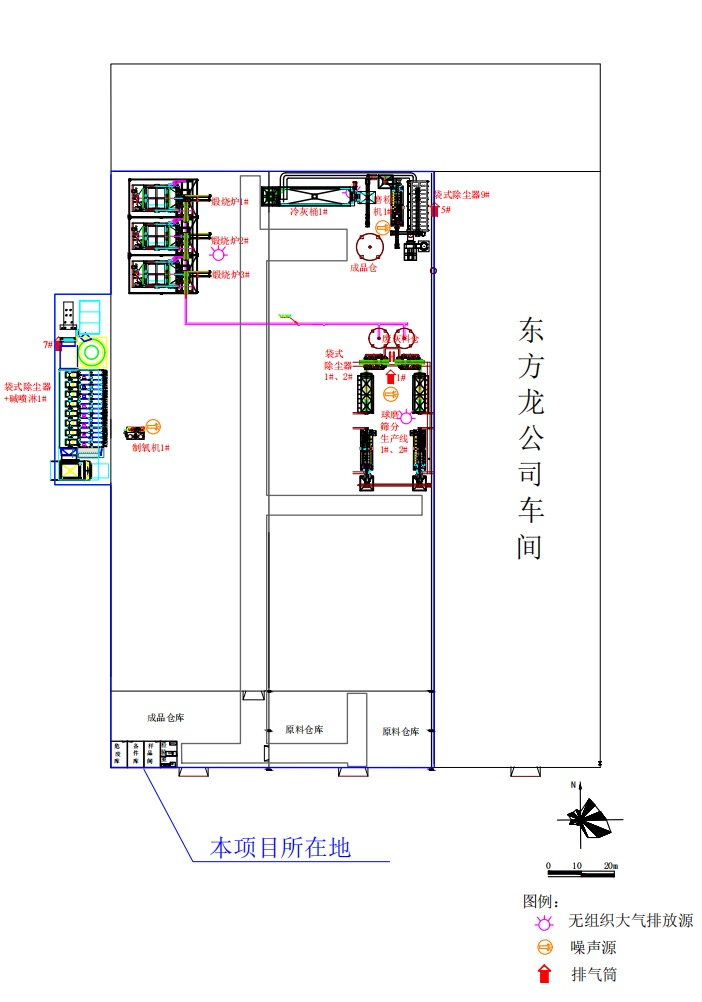 煅烧炉1#
冷灰桶1#
磨粉
机1#
袋式除尘器9#
5#
煅烧炉2#
成品仓
煅烧炉3#
7#
袋式
除尘器
1#、2#
1#
袋式除尘器
+碱喷淋1#
球磨
筛分
生产线
1#、2#
制氧机1#
东方龙公司车间
成品仓库
原料仓库
原料仓库
危废库
备件库
样品间
本项目所在地
N
0 10 20m
图例:
无组织大气排放源
噪声源
排气筒